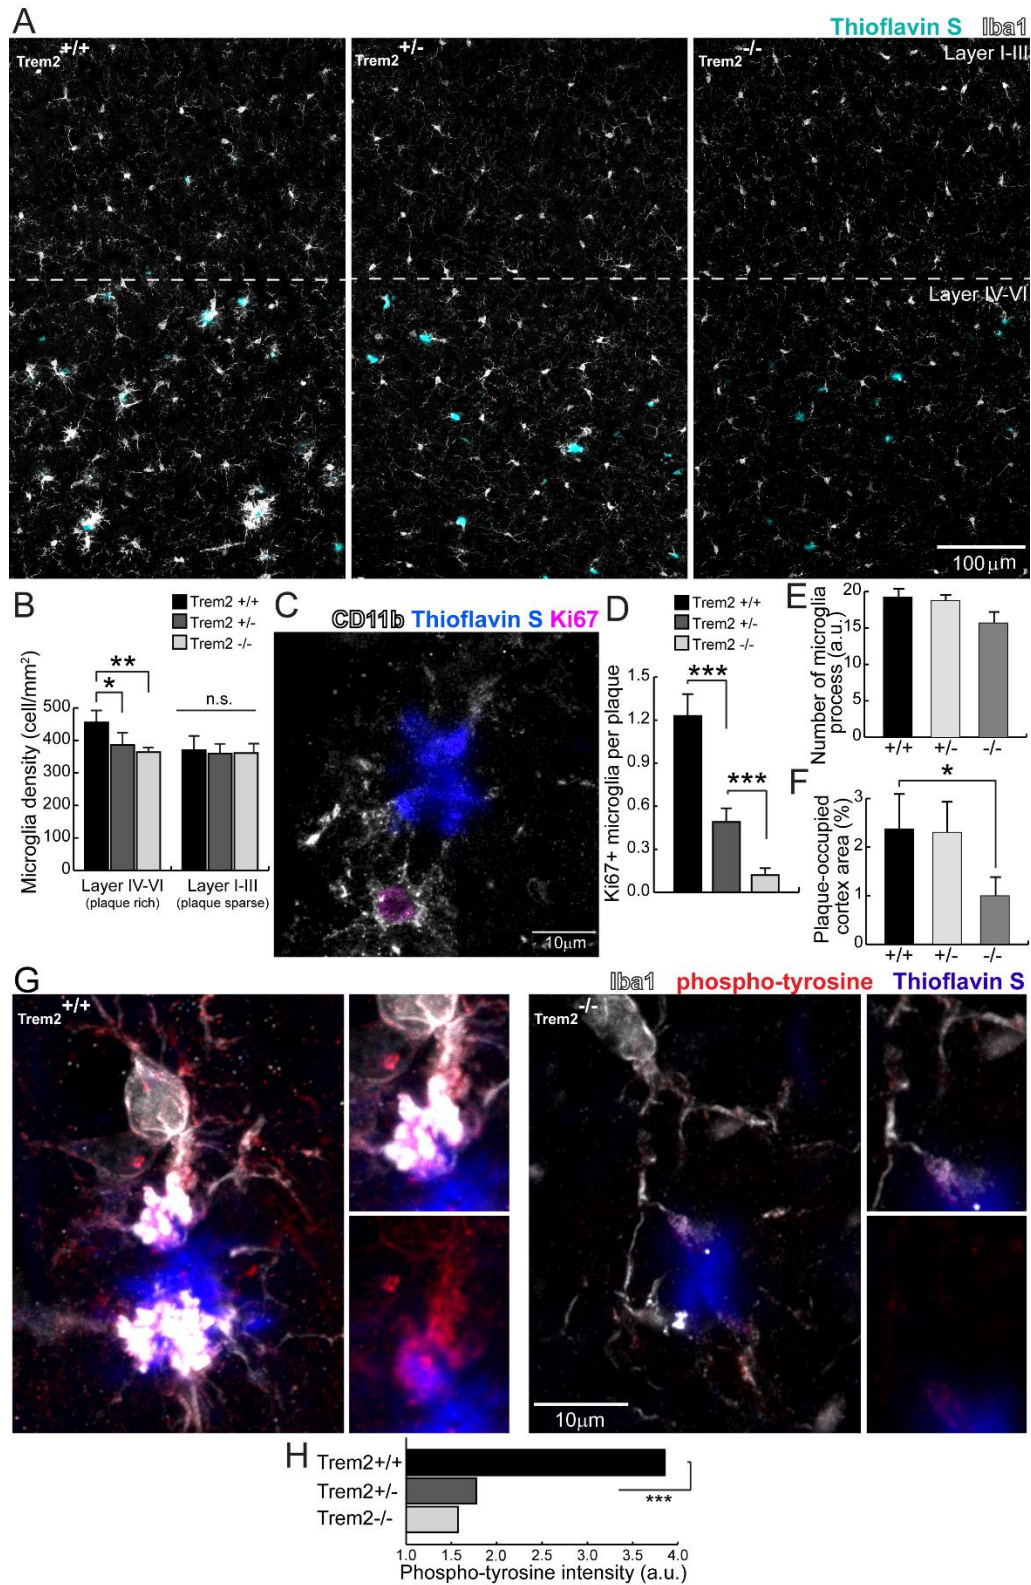 A
Thioflavin S Iba1
Trem2 +/+
+/-
Trem2 -/-
Layer I-III
Layer IV-VI
100μm
B
Trem2 +/+
Trem2 +/-
Trem2 -/-
Microglia density (cell/mm²)
500
400
300
200
100
0
*
**
n.s.
Layer IV-VI
(plaque rich)
Layer I-III
(plaque sparse)
C
CD11b Thioflavin S Ki67
10μm
D
Trem2 +/+
Trem2 +/-
Trem2 -/-
Ki67+ microglia per plaque
1.5
1.2
0.9
0.6
0.3
0.0
***
***
E
Number of microglia
process (a.u.)
20
15
10
5
0
+/+ +/- -/-
F
Plaque-occupied
cortex area (%)
3
2
1
0
*
+/+ +/- -/-
G
Iba1 phospho-tyrosine Thioflavin S
Trem2 +/+
Trem2 -/-
10μm
H
Trem2+/+
Trem2+/-
Trem2-/-
***
1.0 1.5 2.0 2.5 3.0 3.5 4.0
Phospho-tyrosine intensity (a.u.)